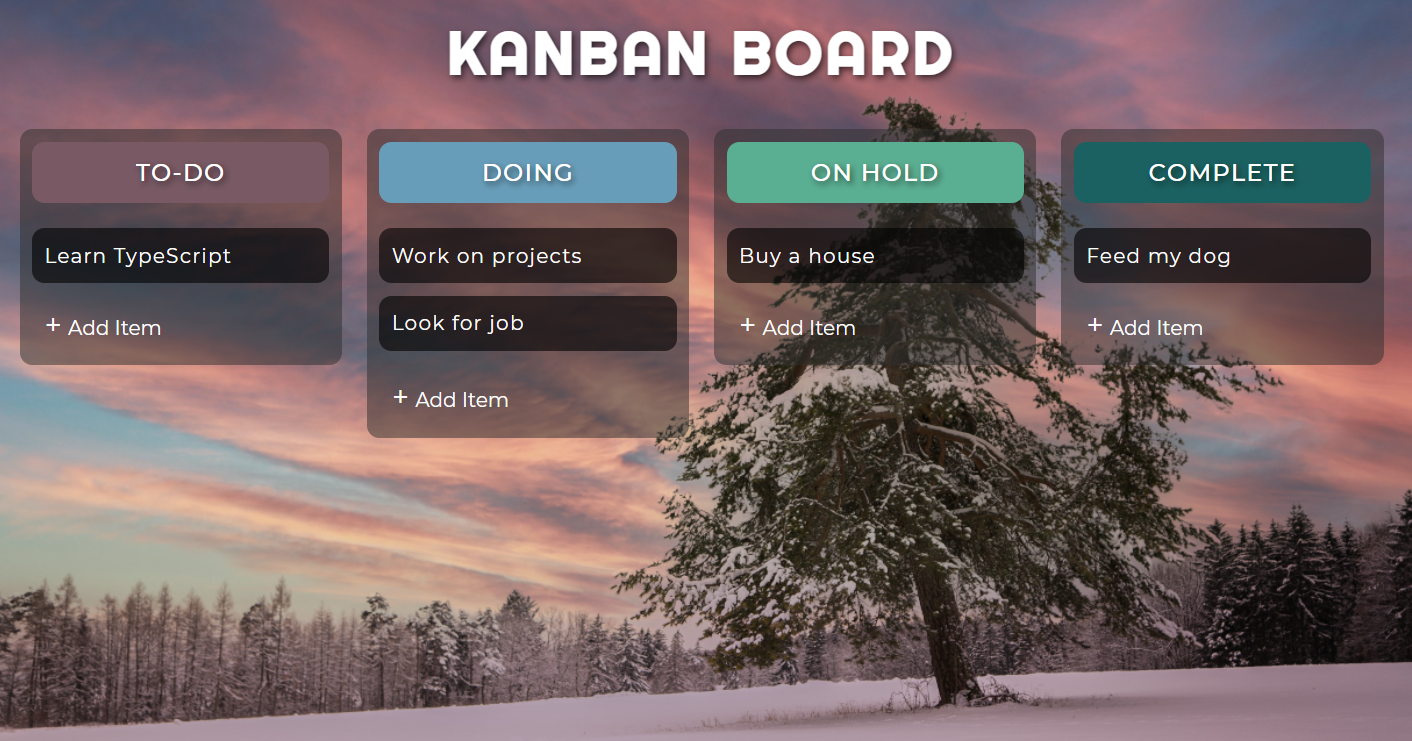 KANBAN BOARD
TO-DO
Learn TypeScript
+ Add Item
DOING
Work on projects
Look for job
+ Add Item
ON HOLD
Buy a house
+ Add Item
COMPLETE
Feed my dog
+ Add Item